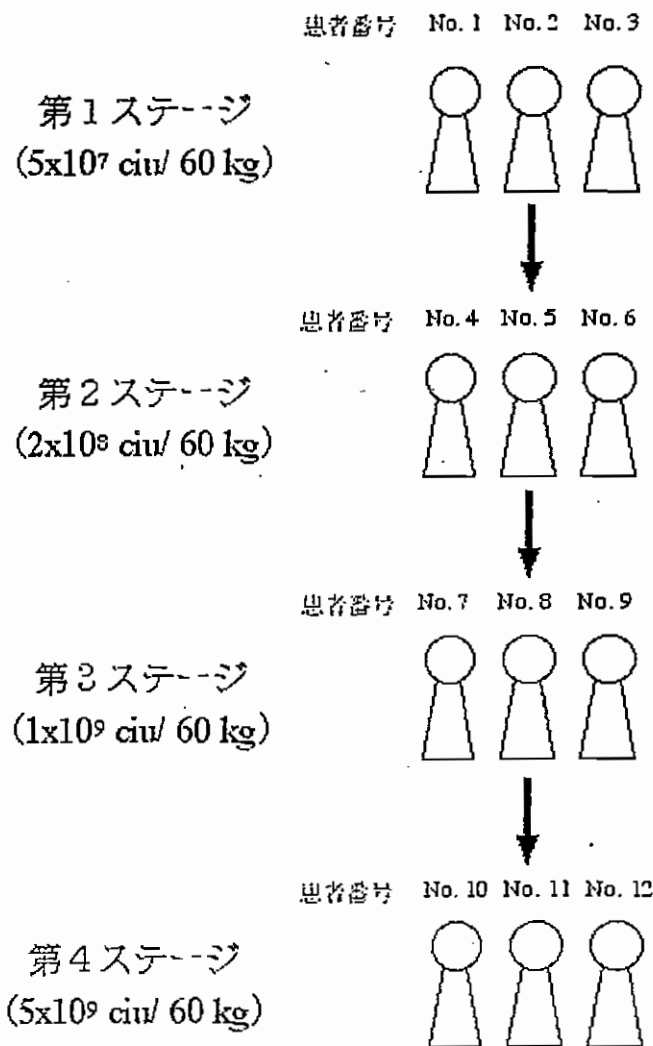 患者番号 No. 1 No. 2 No. 3
第1ステージ
(5x10⁷ ciu/ 60 kg)
患者番号 No. 4 No. 5 No. 6
第2ステージ
(2x10⁸ ciu/ 60 kg)
患者番号 No. 7 No. 8 No. 9
第3ステージ
(1x10⁹ ciu/ 60 kg)
患者番号 No. 10 No. 11 No. 12
第4ステージ
(5x10⁹ ciu/ 60 kg)